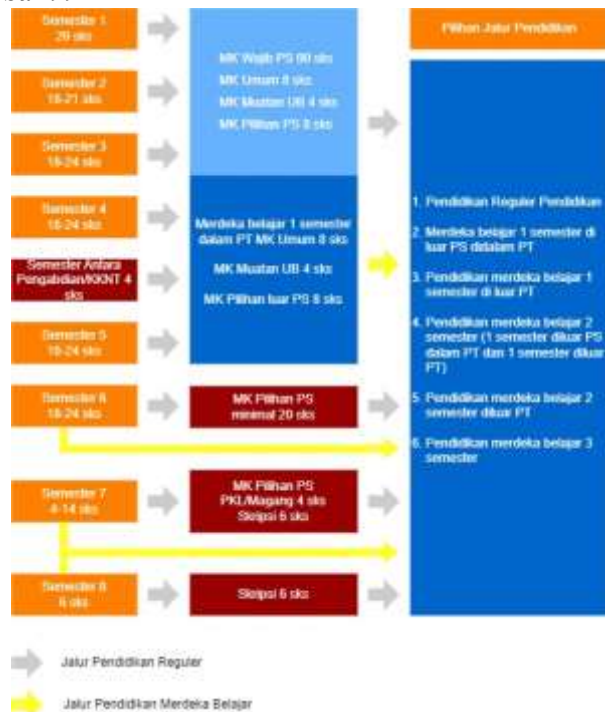 Semester 1
20 sks
Semester 2
18-21 sks
Semester 3
18-24 sks
Semester 4
18-24 sks
Semester Antara
Pengabdian/KKNT 4
sks
Semester 5
18-24 sks
Semester 6
18-24 sks
Semester 7
4-14 sks
Semester 8
6 sks
MK Wajib PS 90 sks
MK Umum 8 sks
MK Muatan UB 4 sks
MK Pilihan PS 8 sks
Merdeka belajar 1 semester
dalam PT MK Umum 8 sks
MK Muatan UB 4 sks
MK Pilihan luar PS 8 sks
MK Pilihan PS
minimal 20 sks
MK Pilihan PS
PKL/Magang 4 sks
Skripsi 6 sks
Skripsi 6 sks
Pilihan Jalur Pendidikan
1. Pendidikan Reguler Pendidikan
2. Merdeka belajar 1 semester di
luar PS didalam PT
3. Pendidikan merdeka belajar 1
semester di luar PT
4. Pendidikan merdeka belajar 2
semester (1 semester diluar PS
dalam PT dan 1 semester diluar
PT)
5. Pendidikan merdeka belajar 2
semester diluar PT
6. Pendidikan merdeka belajar 3
semester
Jalur Pendidikan Reguler
Jalur Pendidikan Merdeka Belajar